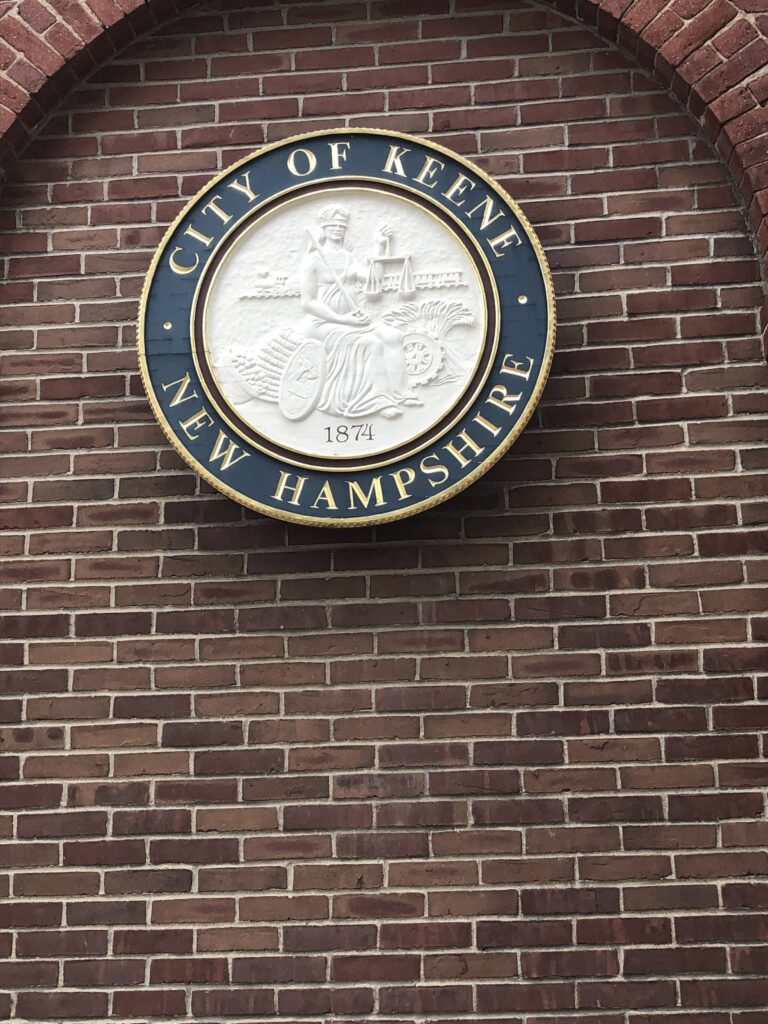 CITY OF KEENE
1874
NEW HAMPSHIRE